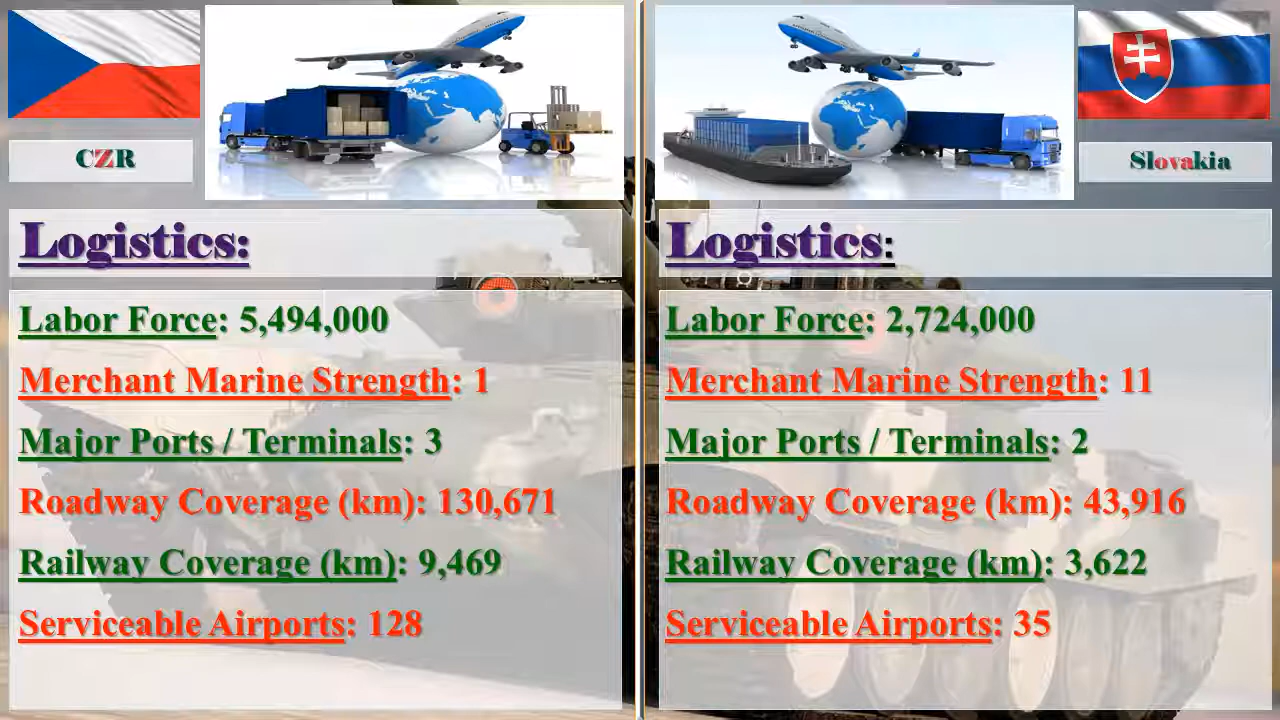 CZR
Logistics:
Labor Force: 5,494,000
Merchant Marine Strength: 1
Major Ports / Terminals: 3
Roadway Coverage (km): 130,671
Railway Coverage (km): 9,469
Serviceable Airports: 128
Slovakia
Logistics:
Labor Force: 2,724,000
Merchant Marine Strength: 11
Major Ports / Terminals: 2
Roadway Coverage (km): 43,916
Railway Coverage (km): 3,622
Serviceable Airports: 35